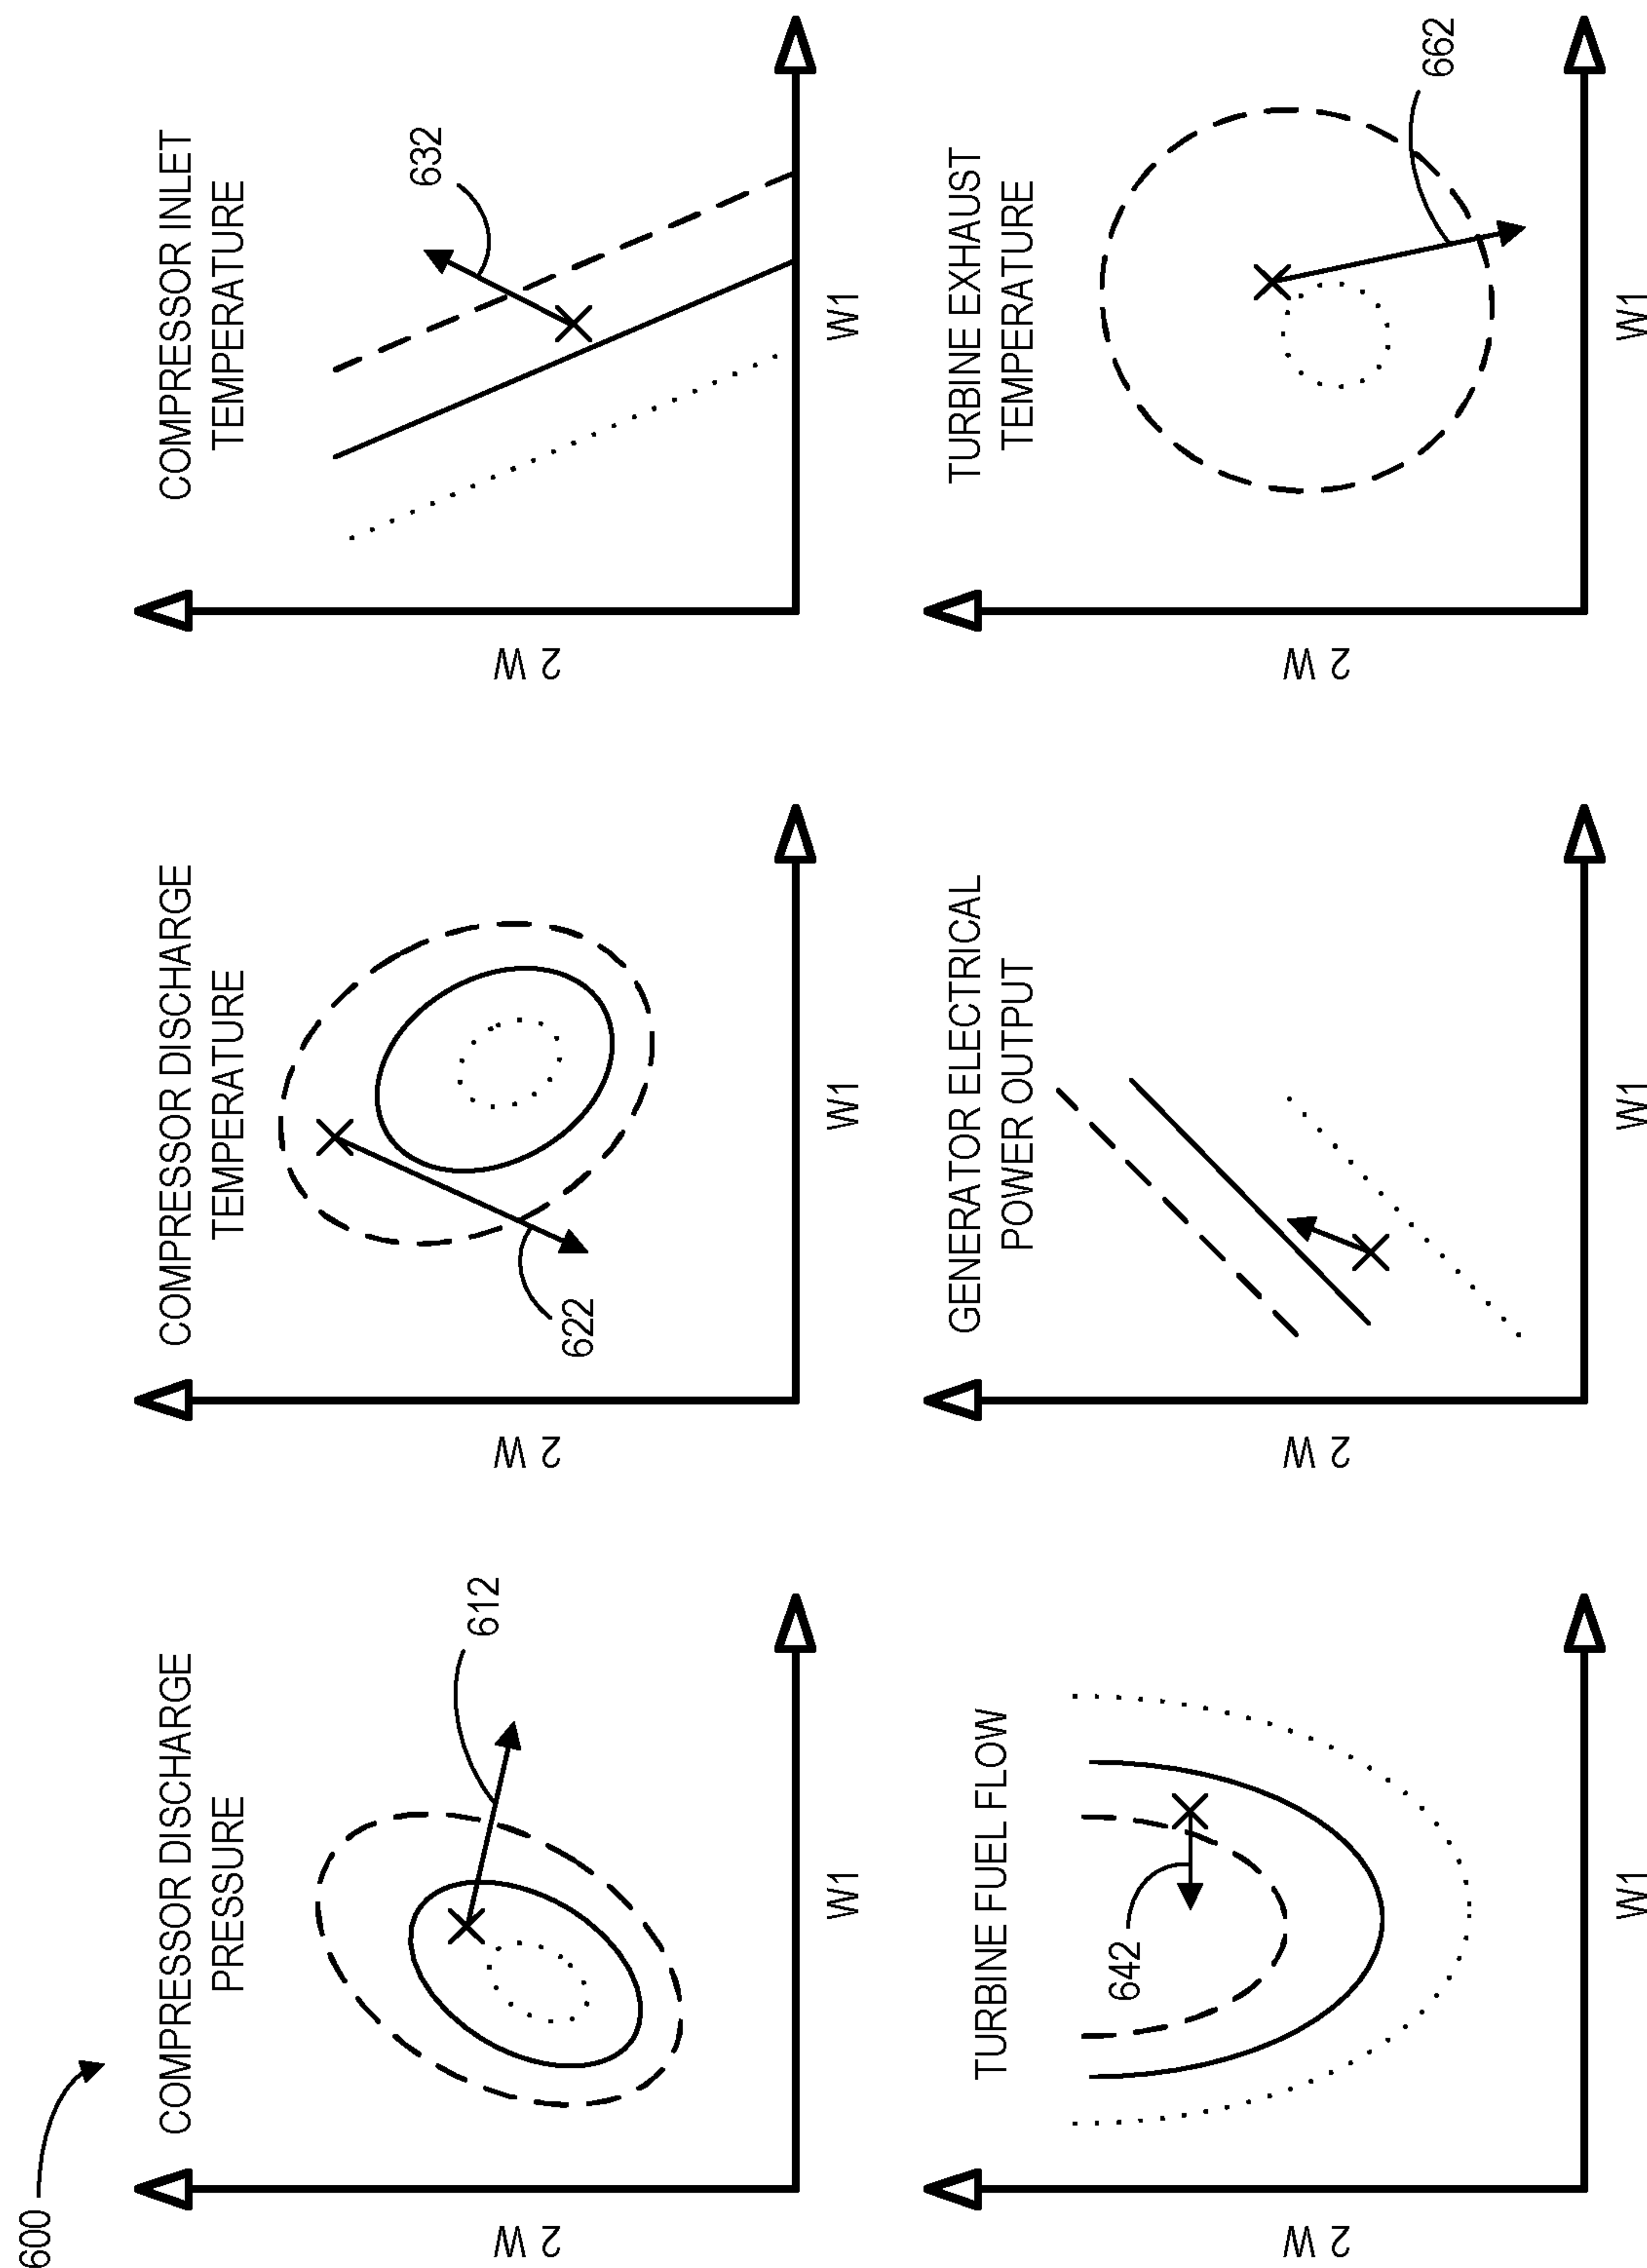 600
COMPRESSOR DISCHARGE
PRESSURE
612
2 W
W1
COMPRESSOR DISCHARGE
TEMPERATURE
622
2 W
W1
COMPRESSOR INLET
TEMPERATURE
632
2 W
W1
TURBINE FUEL FLOW
642
2 W
W1
GENERATOR ELECTRICAL
POWER OUTPUT
2 W
W1
TURBINE EXHAUST
TEMPERATURE
662
2 W
W1